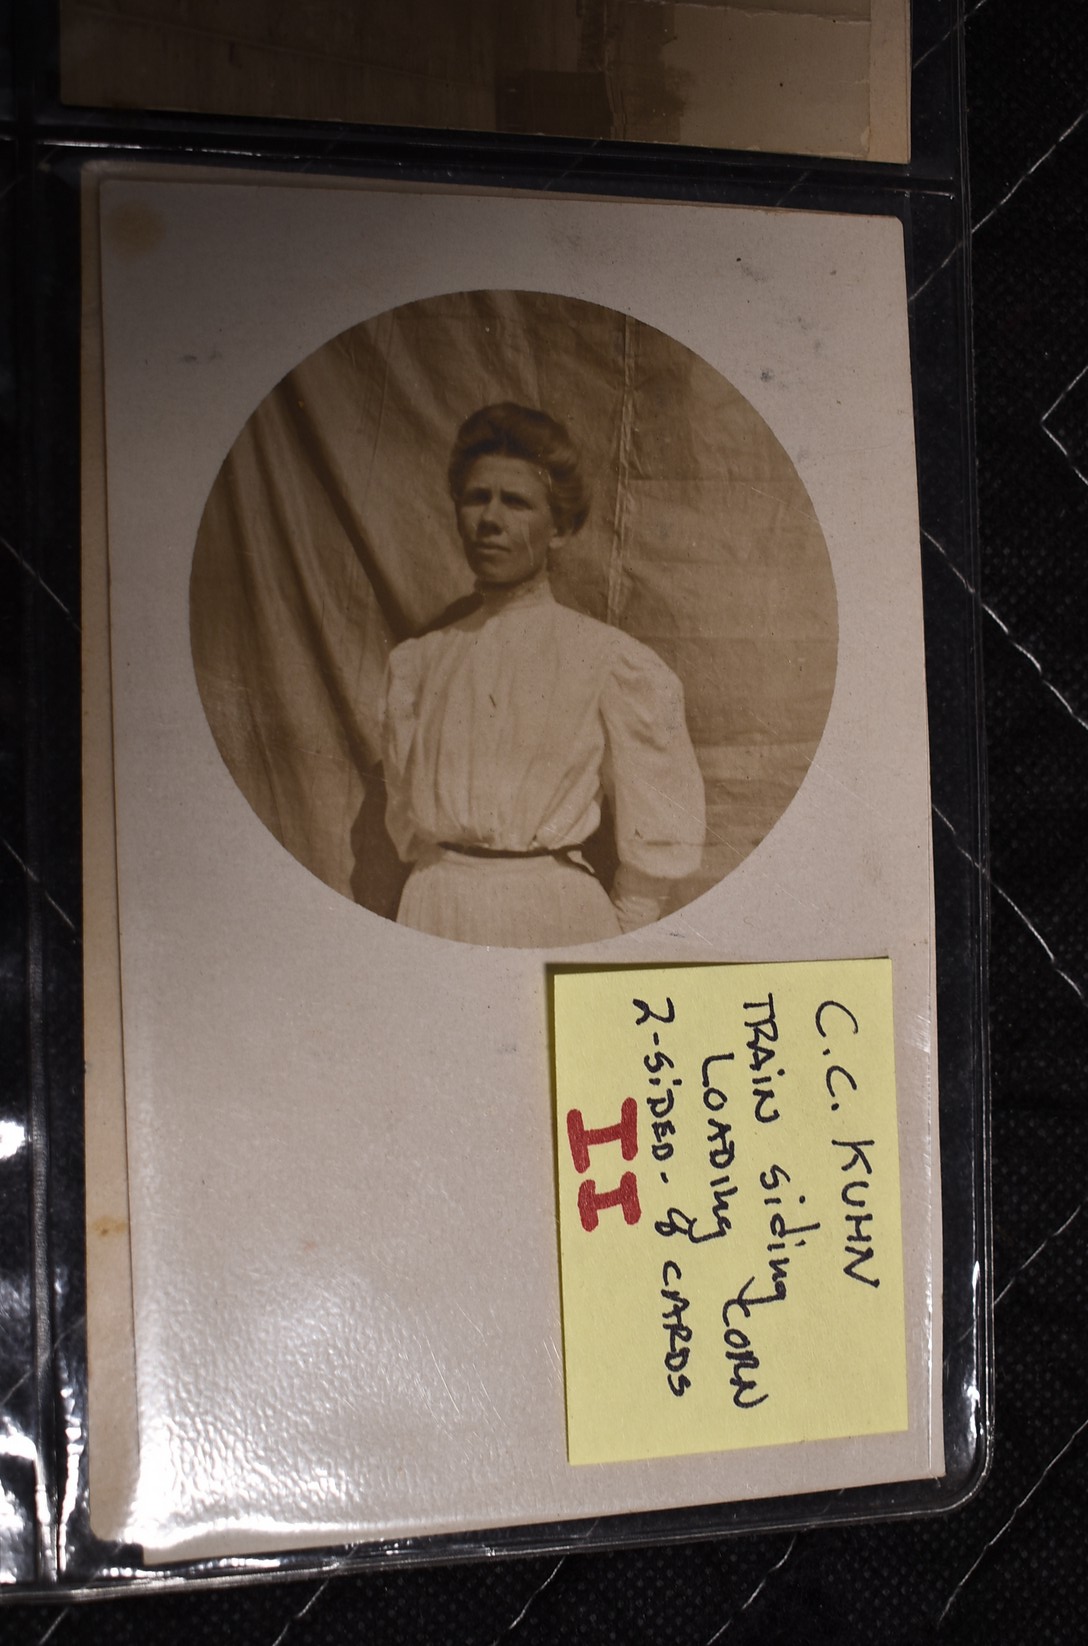 C.C. KUHN
TRAiN Siding
LOADing CORN
2-SiDED - 8 CARDS
II